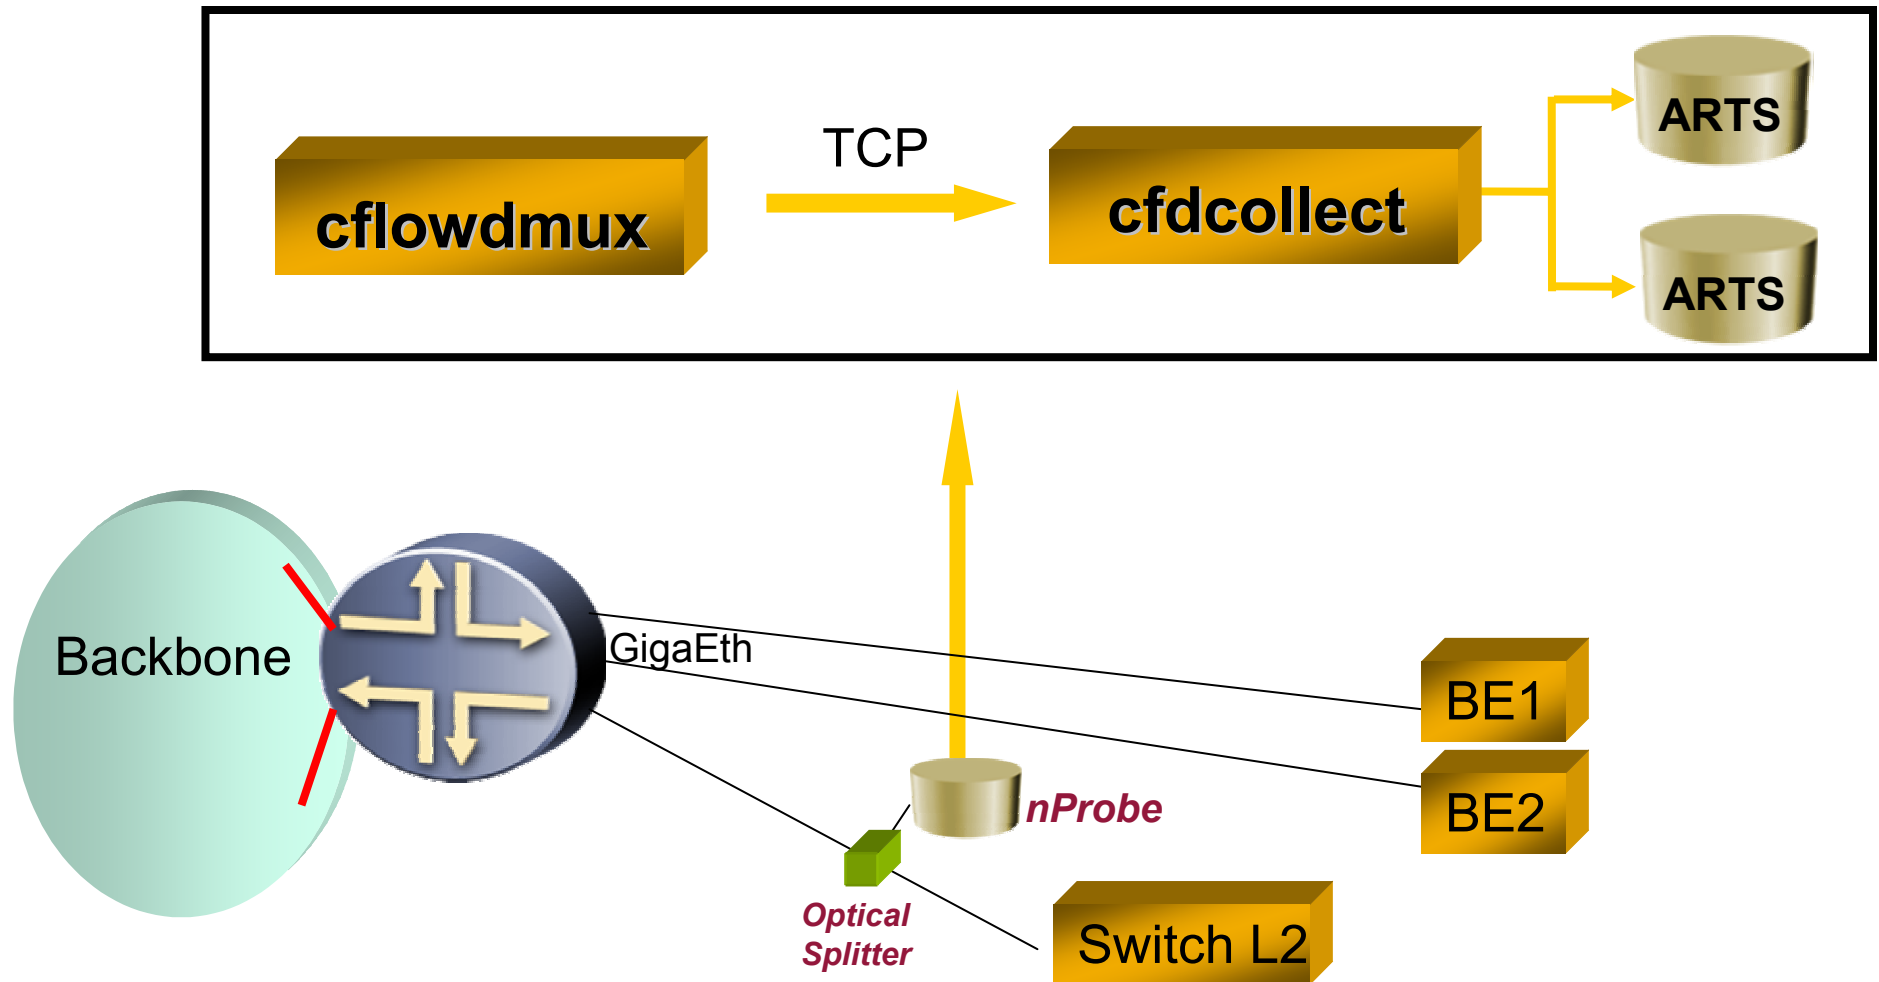 TCP
cflowdmux
cfdcollect
ARTS
ARTS
Backbone
GigaEth
BE1
BE2
nProbe
Optical
Splitter
Switch L2